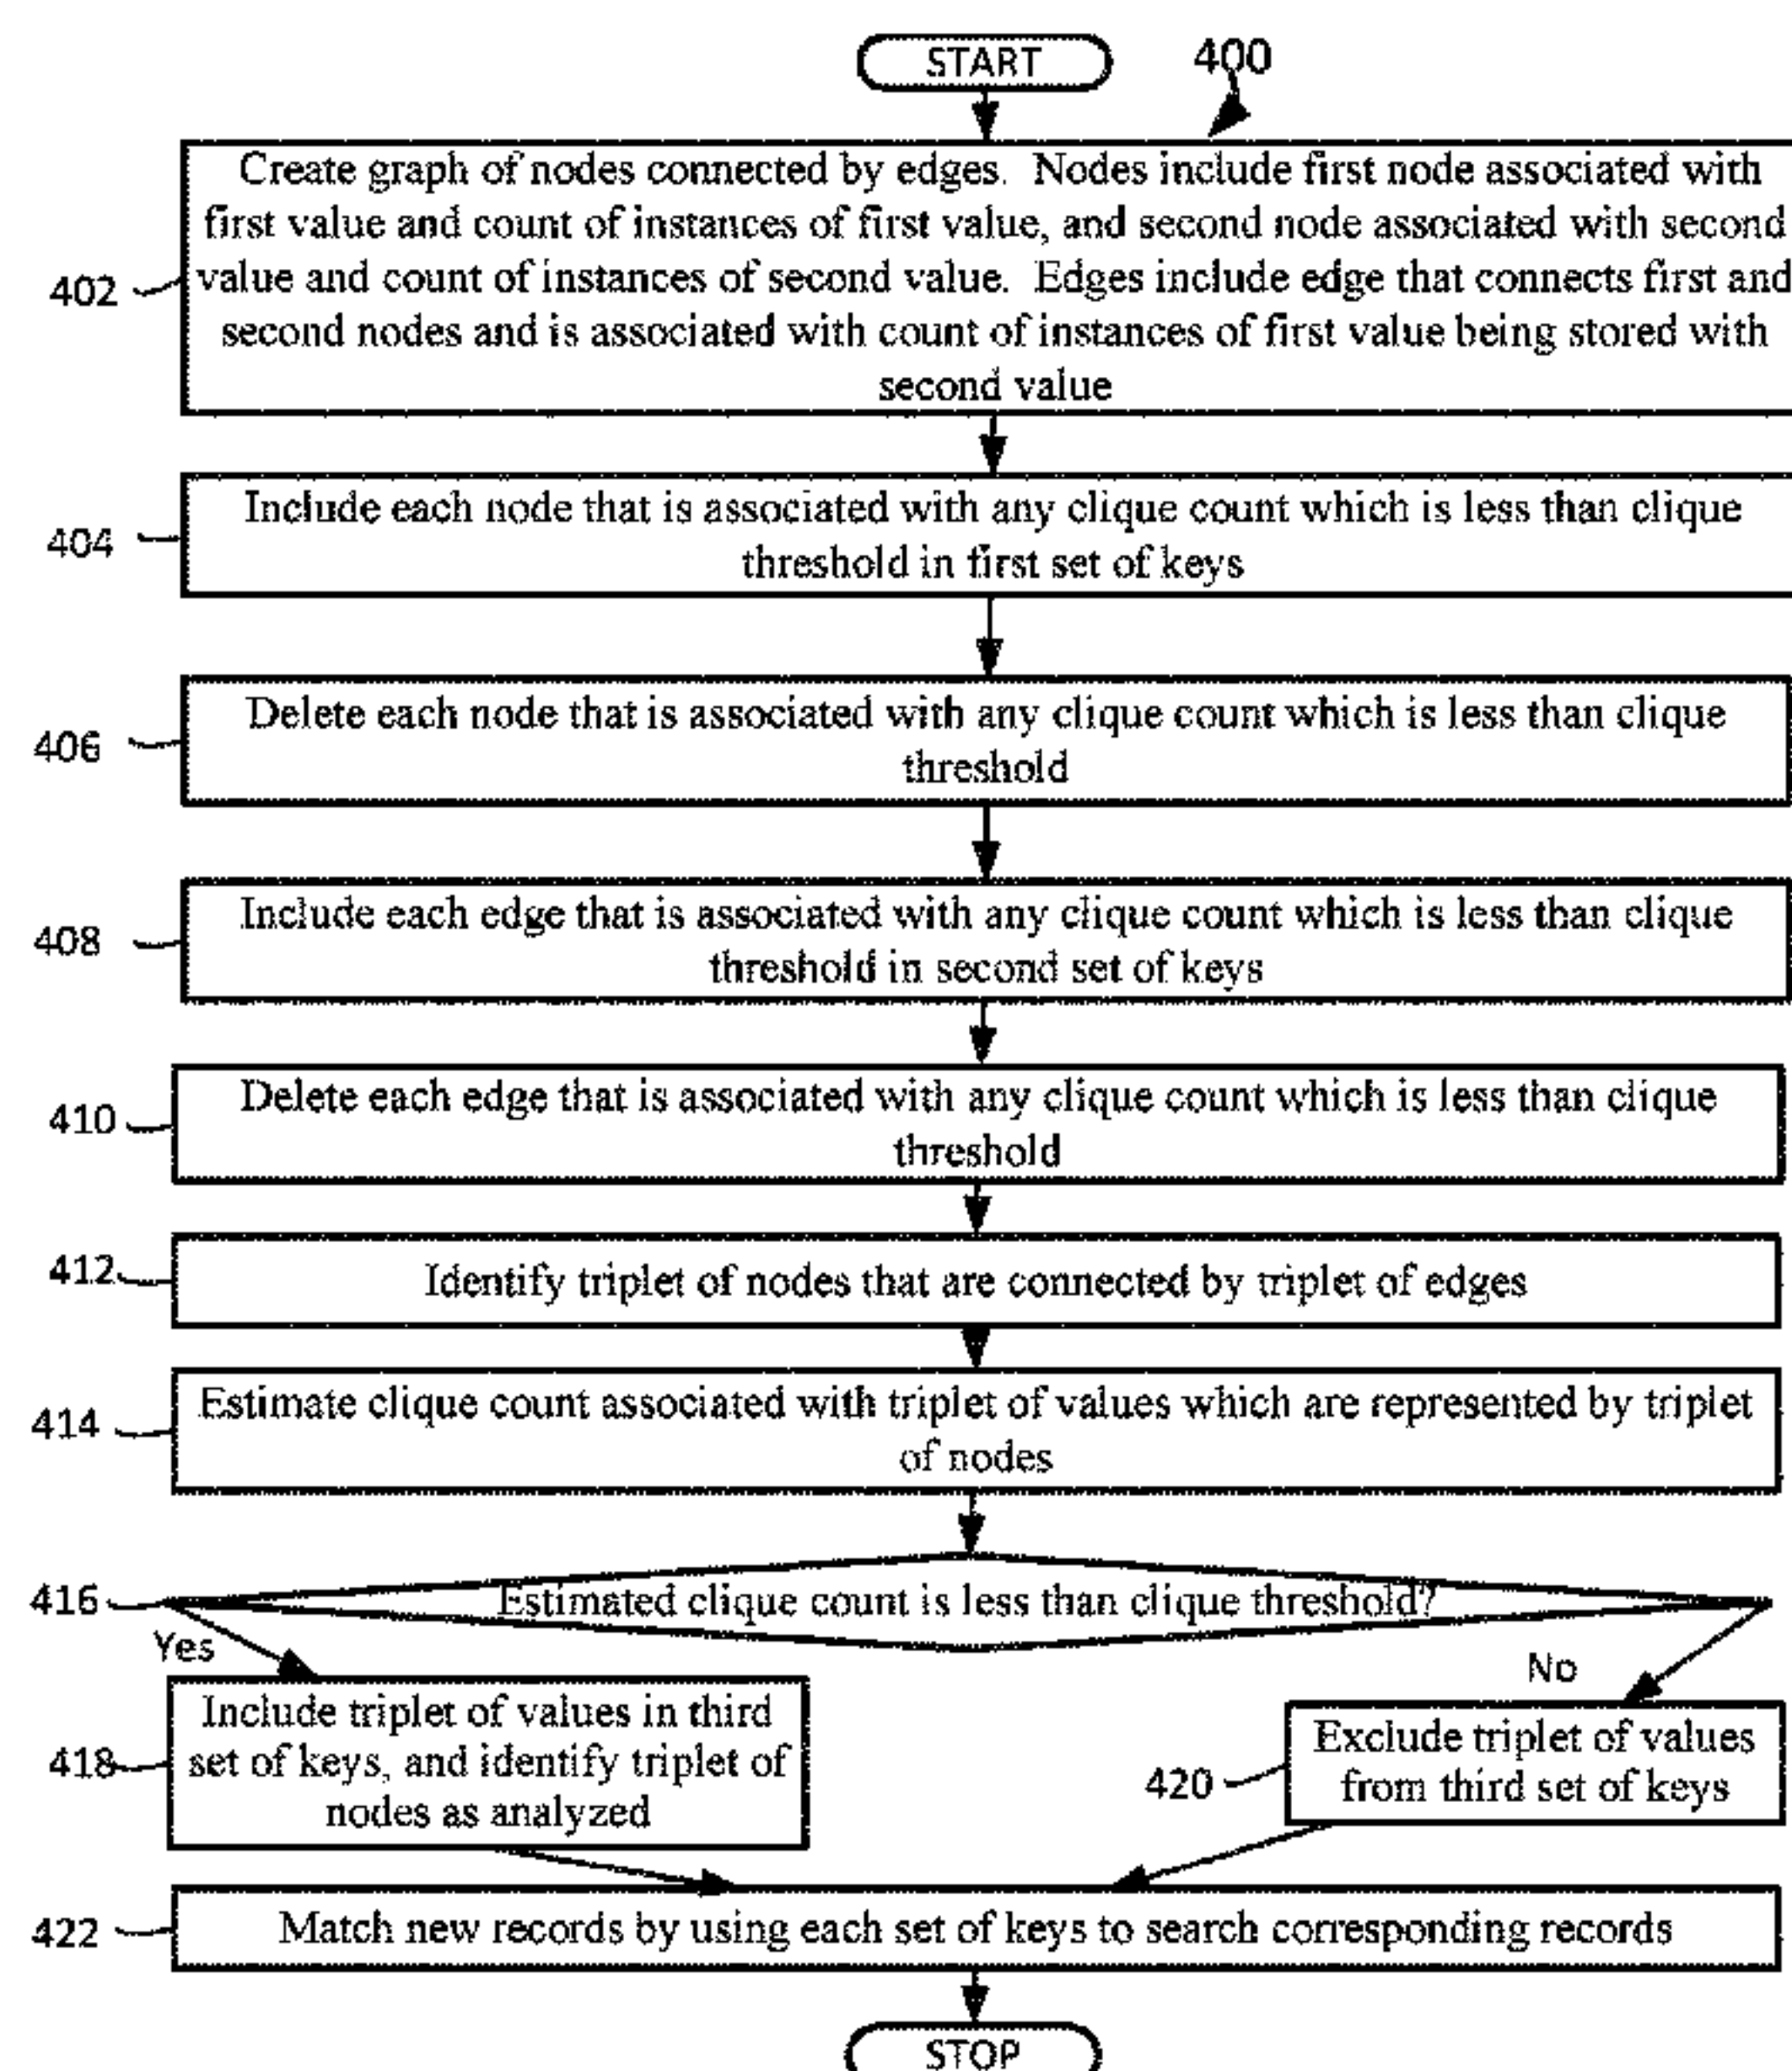 START
400
Create graph of nodes connected by edges. Nodes include first node associated with
first value and count of instances of first value, and second node associated with second
value and count of instances of second value. Edges include edge that connects first and
second nodes and is associated with count of instances of first value being stored with
second value
402
Include each node that is associated with any clique count which is less than clique
threshold in first set of keys
404
Delete each node that is associated with any clique count which is less than clique
threshold
406
Include each edge that is associated with any clique count which is less than clique
threshold in second set of keys
408
Delete each edge that is associated with any clique count which is less than clique
threshold
410
Identify triplet of nodes that are connected by triplet of edges
412
Estimate clique count associated with triplet of values which are represented by triplet
of nodes
414
Estimated clique count is less than clique threshold?
416
Yes
No
Include triplet of values in third
set of keys, and identify triplet of
nodes as analyzed
418
Exclude triplet of values
from third set of keys
420
Match new records by using each set of keys to search corresponding records
422
STOP